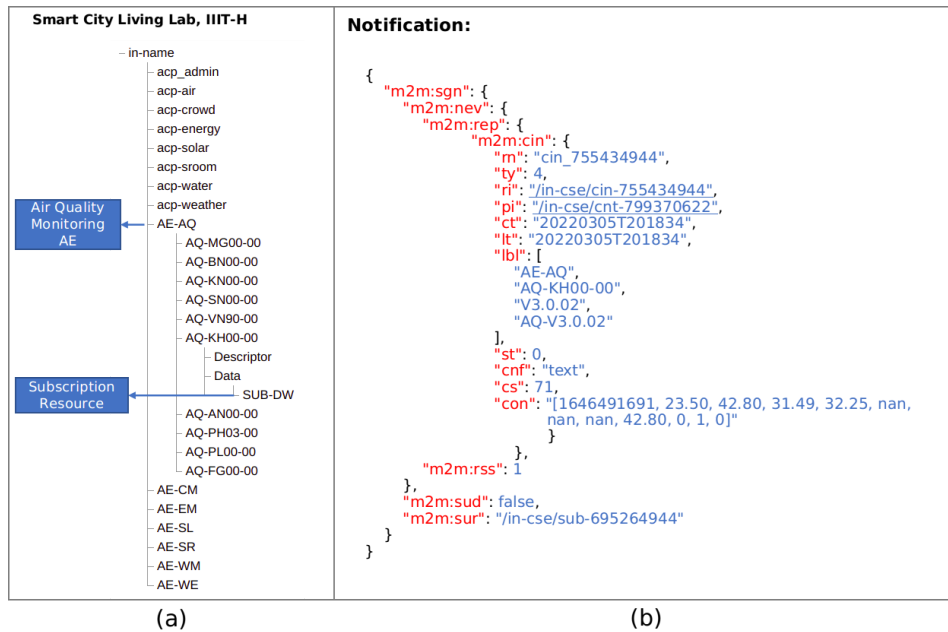 Smart City Living Lab, IIIT-H
in-name
acp_admin
acp-air
acp-crowd
acp-energy
acp-solar
acp-sroom
acp-water
acp-weather
Air Quality
Monitoring
AE
AE-AQ
AQ-MG00-00
AQ-BN00-00
AQ-KN00-00
AQ-SN00-00
AQ-VN90-00
AQ-KH00-00
Descriptor
Data
Subscription
Resource
SUB-DW
AQ-AN00-00
AQ-PH03-00
AQ-PL00-00
AQ-FG00-00
AE-CM
AE-EM
AE-SL
AE-SR
AE-WM
AE-WE
(a)
Notification:
{
"m2m:sgn": {
"m2m:nev": {
"m2m:rep": {
"m2m:cin": {
"rn": "cin_755434944",
"ty": 4,
"ri": "/in-cse/cin-755434944",
"pi": "/in-cse/cnt-799370622",
"ct": "20220305T201834",
"lt": "20220305T201834",
"lbl": [
"AE-AQ",
"AQ-KH00-00",
"V3.0.02",
"AQ-V3.0.02"
],
"st": 0,
"cnf": "text",
"cs": 71,
"con": "[1646491691, 23.50, 42.80, 31.49, 32.25, nan,
nan, nan, 42.80, 0, 1, 0]"
}
},
"m2m:rss": 1
},
"m2m:sud": false,
"m2m:sur": "/in-cse/sub-695264944"
}
}
(b)